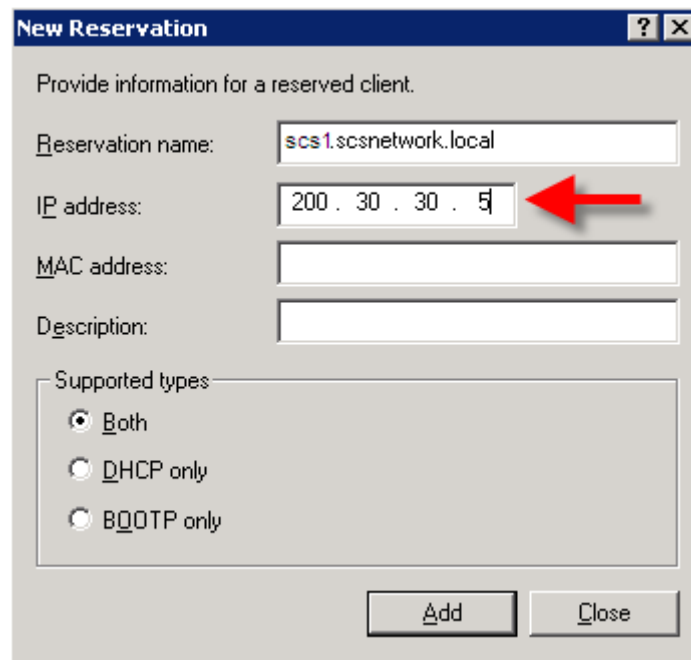 New Reservation
Provide information for a reserved client.
Reservation name: scs1.scsnetwork.local
IP address: 200 . 30 . 30 . 5
MAC address:
Description:
Supported types
Both
DHCP only
BOOTP only
Add Close